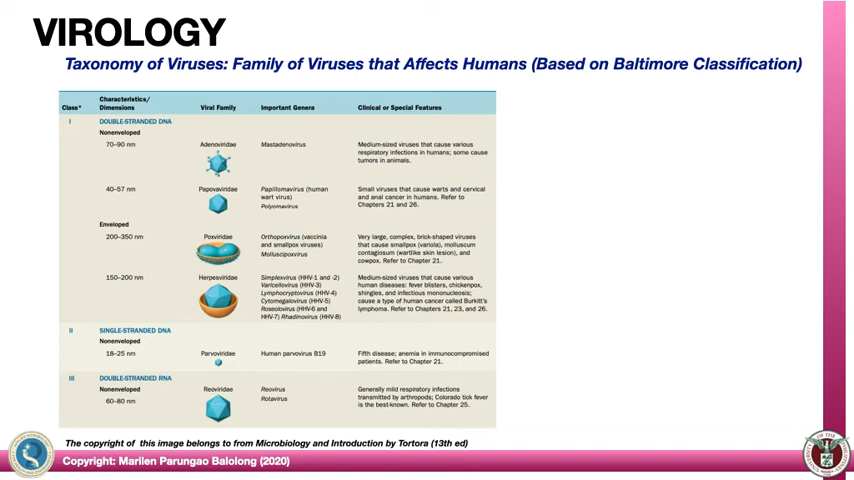 VIROLOGY
Taxonomy of Viruses: Family of Viruses that Affects Humans (Based on Baltimore Classification)
Class* Characteristics/ Dimensions Viral Family Important Genera Clinical or Special Features
I DOUBLE-STRANDED DNA
Nonenveloped
70–90 nm Adenoviridae Mastadenovirus Medium-sized viruses that cause various
respiratory infections in humans; some cause
tumors in animals.
40–57 nm Papovaviridae Papillomavirus (human Small viruses that cause warts and cervical
wart virus) and anal cancer in humans. Refer to
Polyomavirus Chapters 21 and 26.
Enveloped
200–350 nm Poxviridae Orthopoxvirus (vaccinia Very large, complex, brick-shaped viruses
and smallpox viruses) that cause smallpox (variola), molluscum
Molluscipoxvirus contagiosum (wartlike skin lesion), and
cowpox. Refer to Chapter 21.
150–200 nm Herpesviridae Simplexvirus (HHV-1 and -2) Medium-sized viruses that cause various
Varicellovirus (HHV-3) human diseases: fever blisters, chickenpox,
Lymphocryptovirus (HHV-4) shingles, and infectious mononucleosis;
Cytomegalovirus (HHV-5) cause a type of human cancer called Burkitt's
Roseolovirus (HHV-6 and lymphoma. Refer to Chapters 21, 23, and 26.
HHV-7) Rhadinovirus (HHV-8)
II SINGLE-STRANDED DNA
Nonenveloped
18–25 nm Parvoviridae Human parvovirus B19 Fifth disease; anemia in immunocompromised
patients. Refer to Chapter 21.
III DOUBLE-STRANDED RNA
Nonenveloped Reoviridae Reovirus Generally mild respiratory infections
60–80 nm Rotavirus transmitted by arthropods; Colorado tick fever
is the best-known. Refer to Chapter 25.
The copyright of this image belongs to from Microbiology and Introduction by Tortora (13th ed)
Copyright: Marilen Parungao Balolong (2020)